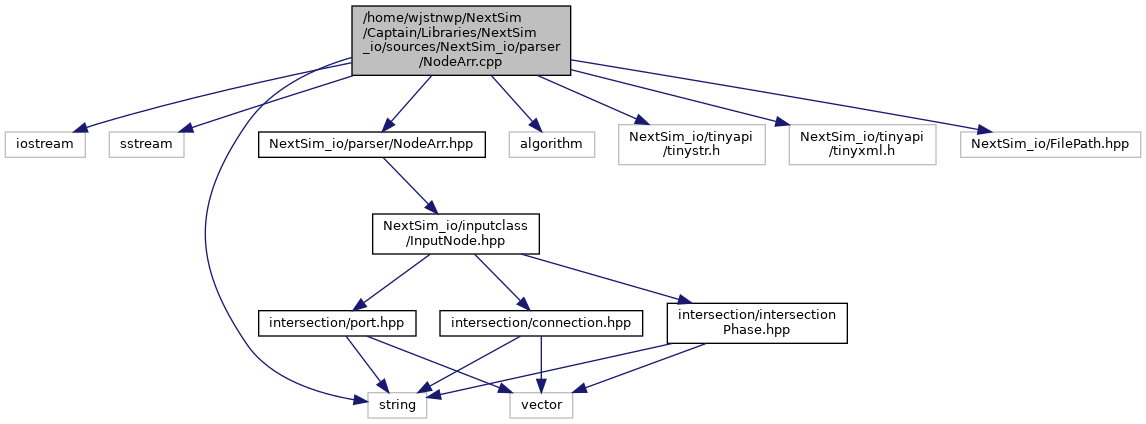 /home/wjstnwp/NextSim
/Captain/Libraries/NextSim
_io/sources/NextSim_io/parser
/NodeArr.cpp
iostream
sstream
NextSim_io/parser/NodeArr.hpp
algorithm
NextSim_io/tinyapi
/tinystr.h
NextSim_io/tinyapi
/tinyxml.h
NextSim_io/FilePath.hpp
NextSim_io/inputclass
/InputNode.hpp
intersection/port.hpp
intersection/connection.hpp
intersection/intersection
Phase.hpp
string
vector